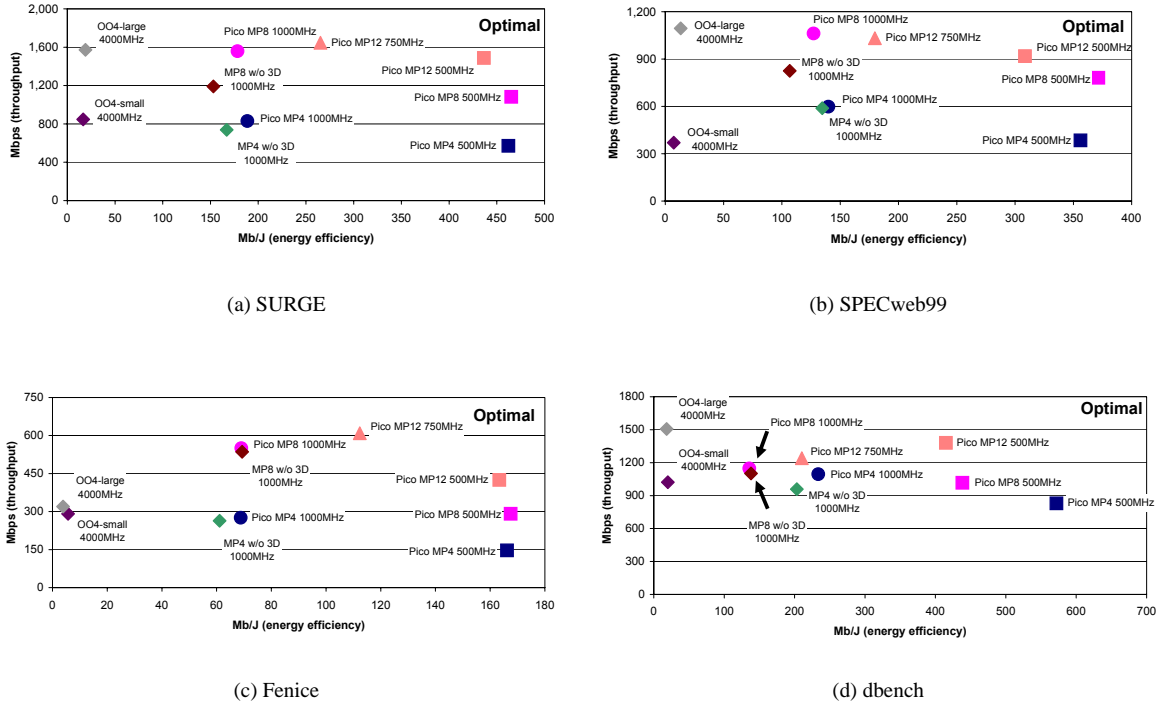 2,000
1,600
1,200
800
400
0
Mbps (throughput)
Optimal
OO4-large
4000MHz
Pico MP8 1000MHz
Pico MP12 750MHz
Pico MP12 500MHz
MP8 w/o 3D
1000MHz
Pico MP8 500MHz
OO4-small
4000MHz
Pico MP4 1000MHz
MP4 w/o 3D
1000MHz
Pico MP4 500MHz
0 50 100 150 200 250 300 350 400 450 500
Mb/J (energy efficiency)
(a) SURGE
1,200
900
600
300
0
Mbps (throughput)
Optimal
OO4-large
4000MHz
Pico MP8 1000MHz
Pico MP12 750MHz
Pico MP12 500MHz
MP8 w/o 3D
1000MHz
Pico MP8 500MHz
Pico MP4 1000MHz
MP4 w/o 3D
1000MHz
OO4-small
4000MHz
Pico MP4 500MHz
0 50 100 150 200 250 300 350 400
Mb/J (energy efficiency)
(b) SPECweb99
750
600
450
300
150
0
Mbps (throughput)
Optimal
Pico MP12 750MHz
Pico MP8 1000MHz
MP8 w/o 3D
1000MHz
OO4-large
4000MHz
Pico MP12 500MHz
OO4-small
4000MHz
Pico MP4 1000MHz
Pico MP8 500MHz
MP4 w/o 3D
1000MHz
Pico MP4 500MHz
0 20 40 60 80 100 120 140 160 180
Mb/J (energy efficiency)
(c) Fenice
1800
1500
1200
900
600
300
0
Mbps (througput)
Optimal
OO4-large
4000MHz
Pico MP8 1000MHz
Pico MP12 500MHz
OO4-small
4000MHz
Pico MP12 750MHz
Pico MP4 1000MHz
Pico MP8 500MHz
MP4 w/o 3D
1000MHz
Pico MP4 500MHz
MP8 w/o 3D
1000MHz
0 100 200 300 400 500 600 700
Mb/J (energy efficiency)
(d) dbench